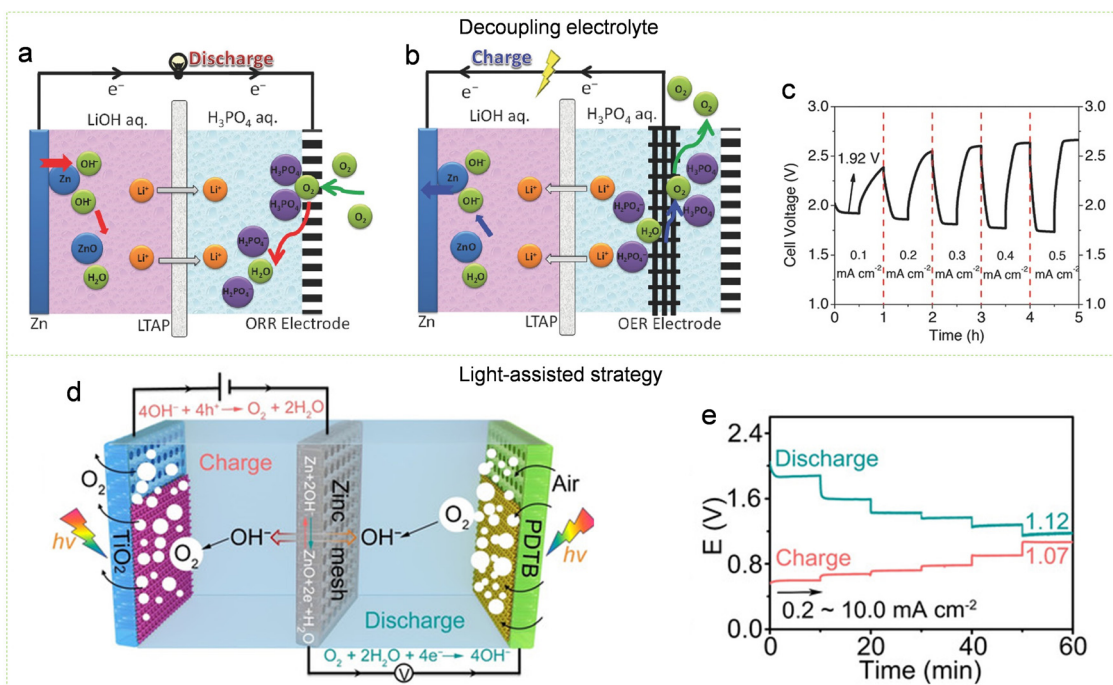 Decoupling electrolyte
a
Discharge
e⁻ e⁻
LiOH aq. H₃PO₄ aq.
OH⁻
Zn
OH⁻
ZnO
H₂O
Li⁺ Li⁺
Li⁺ Li⁺
H₃PO₄
H₃PO₄
O₂
O₂
O₂
H₂PO₄⁻
H₂O
H₂PO₄⁻
Zn LTAP ORR Electrode
b
Charge
e⁻ e⁻
O₂
O₂
LiOH aq. H₃PO₄ aq.
OH⁻
Zn
OH⁻
ZnO
H₂O
Li⁺ Li⁺
Li⁺ Li⁺
H₃PO₄
O₂
H₃PO₄
H₂PO₄⁻
H₂O
H₂PO₄⁻
Zn LTAP OER Electrode
c
Cell Voltage (V)
3.0 3.0
2.5 2.5
2.0 2.0
1.5 1.5
1.0 1.0
1.92 V
0.1 0.2 0.3 0.4 0.5
mA cm⁻² mA cm⁻² mA cm⁻² mA cm⁻² mA cm⁻²
0 1 2 3 4 5
Time (h)
Light-assisted strategy
d
4OH⁻ + 4h⁺ → O₂ + 2H₂O
Charge
O₂
hv
TiO₂
O₂
OH⁻
Zn+2OH⁻
ZnO+2e⁻+H₂O
Zinc mesh
OH⁻
O₂
Air
PDTB
hv
Discharge
O₂ + 2H₂O + 4e⁻ → 4OH⁻
V
e
E (V)
2.4
1.6
0.8
0.0
Discharge
1.12
Charge
1.07
0.2 ~ 10.0 mA cm⁻²
0 20 40 60
Time (min)